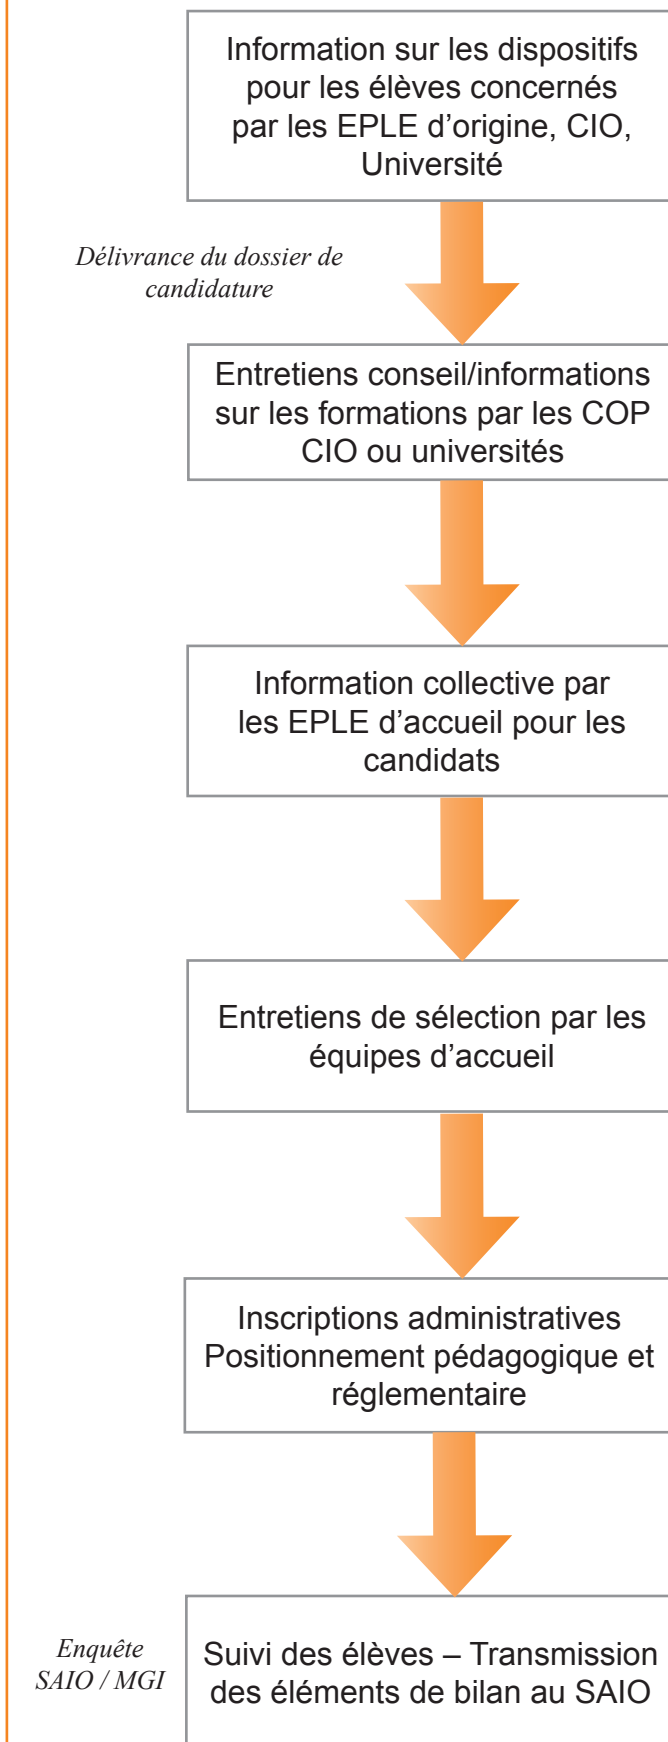 Information sur les dispositifs
pour les élèves concernés
par les EPLE d’origine, CIO,
Université
Délivrance du dossier de
candidature
Entretiens conseil/informations
sur les formations par les COP
CIO ou universités
Information collective par
les EPLE d’accueil pour les
candidats
Entretiens de sélection par les
équipes d’accueil
Inscriptions administratives
Positionnement pédagogique et
réglementaire
Enquête
SAIO / MGI
Suivi des élèves – Transmission
des éléments de bilan au SAIO